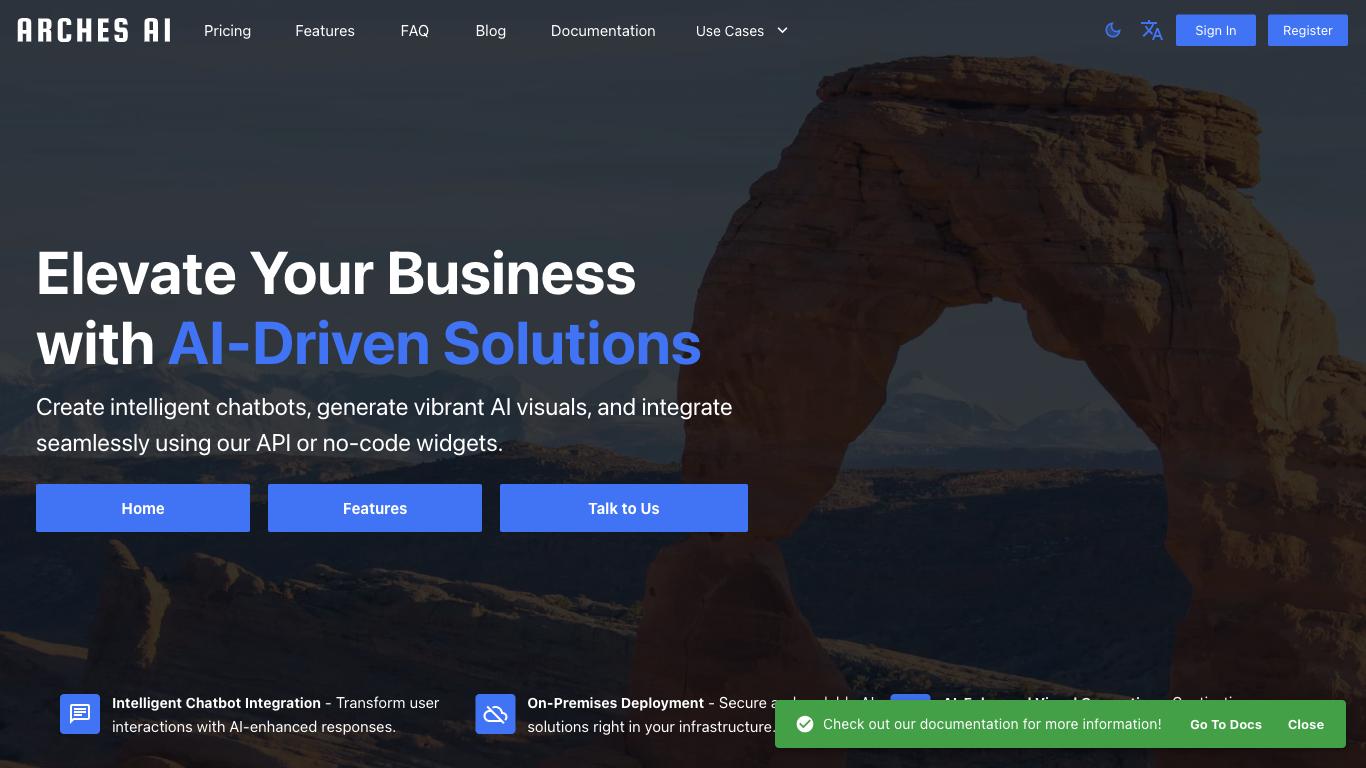 ARCHES AI
Pricing
Features
FAQ
Blog
Documentation
Use Cases
Sign In
Register
Elevate Your Business
with AI-Driven Solutions
Create intelligent chatbots, generate vibrant AI visuals, and integrate
seamlessly using our API or no-code widgets.
Home
Features
Talk to Us
Intelligent Chatbot Integration - Transform user
interactions with AI-enhanced responses.
On-Premises Deployment - Secure
solutions right in your infrastructure.
Check out our documentation for more information!
Go To Docs
Close